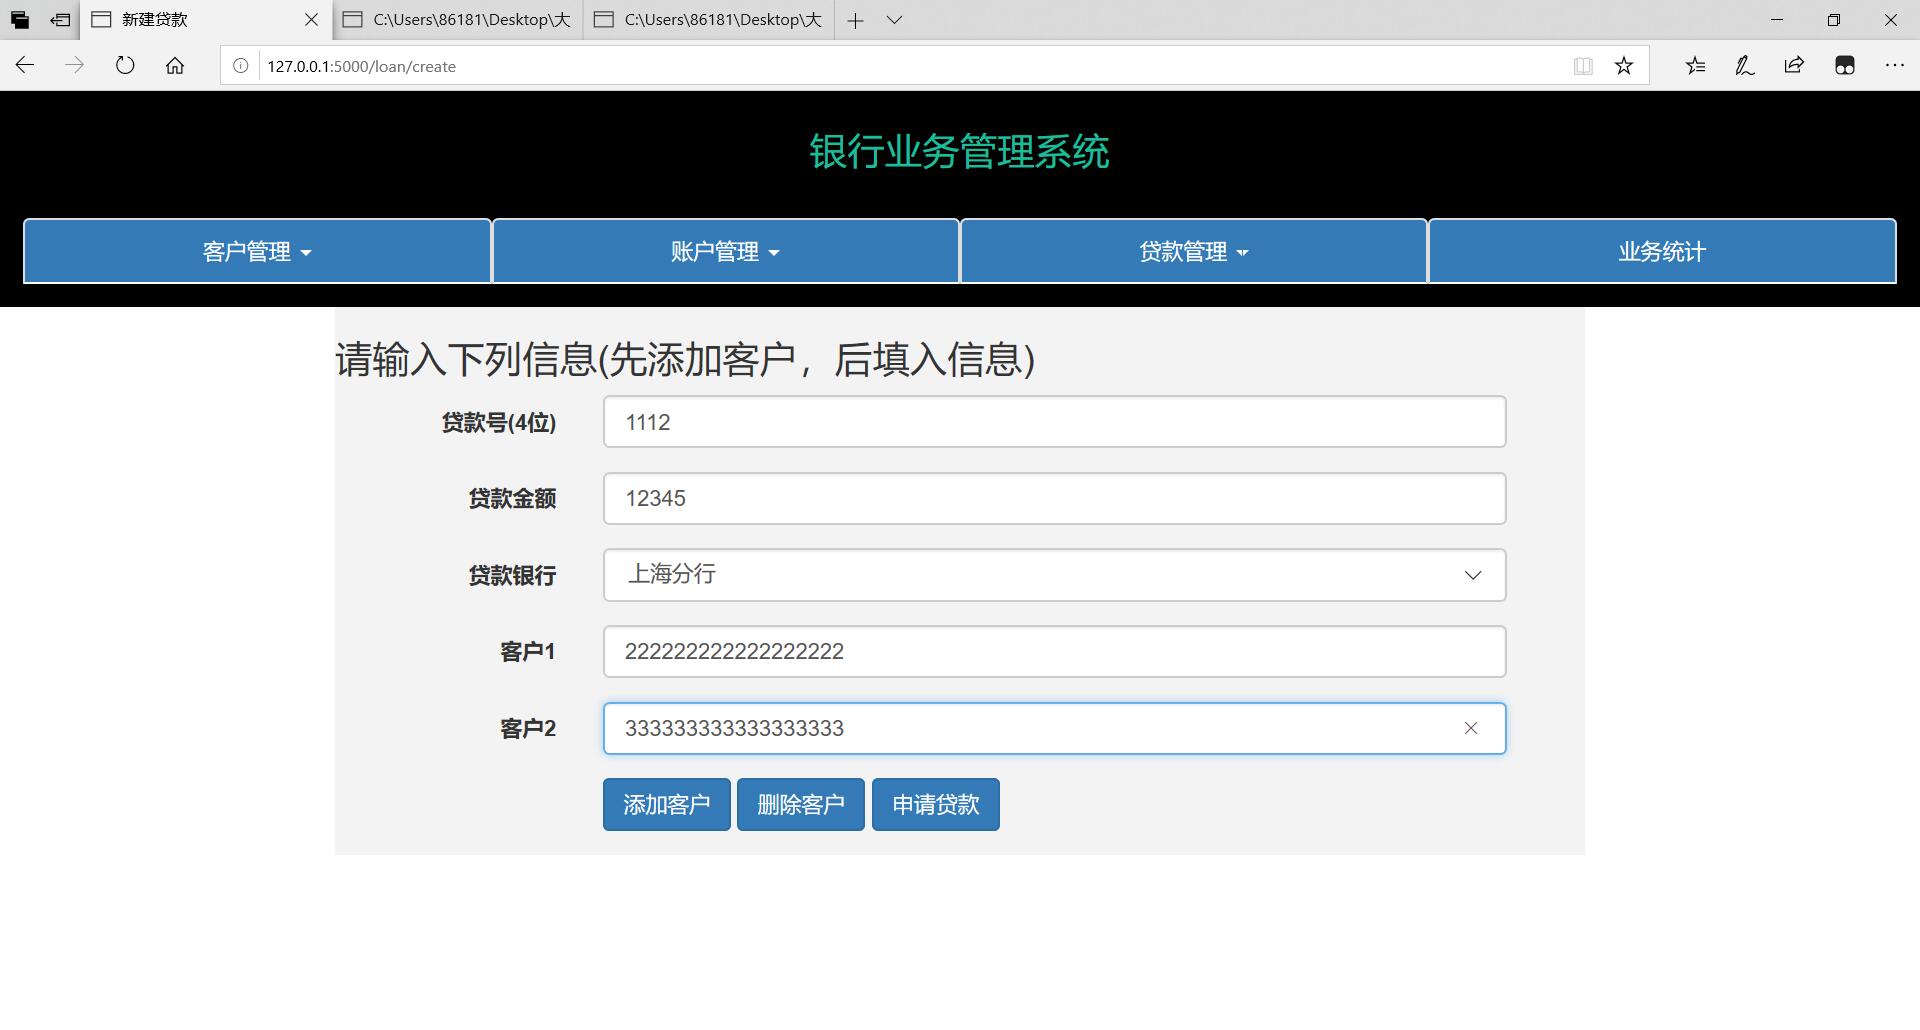 新建贷款
C:\Users\86181\Desktop\大
C:\Users\86181\Desktop\大
127.0.0.1:5000/loan/create
银行业务管理系统
客户管理
账户管理
贷款管理
业务统计
请输入下列信息(先添加客户，后填入信息)
贷款号(4位)
1112
贷款金额
12345
贷款银行
上海分行
客户1
222222222222222222
客户2
333333333333333333
添加客户
删除客户
申请贷款